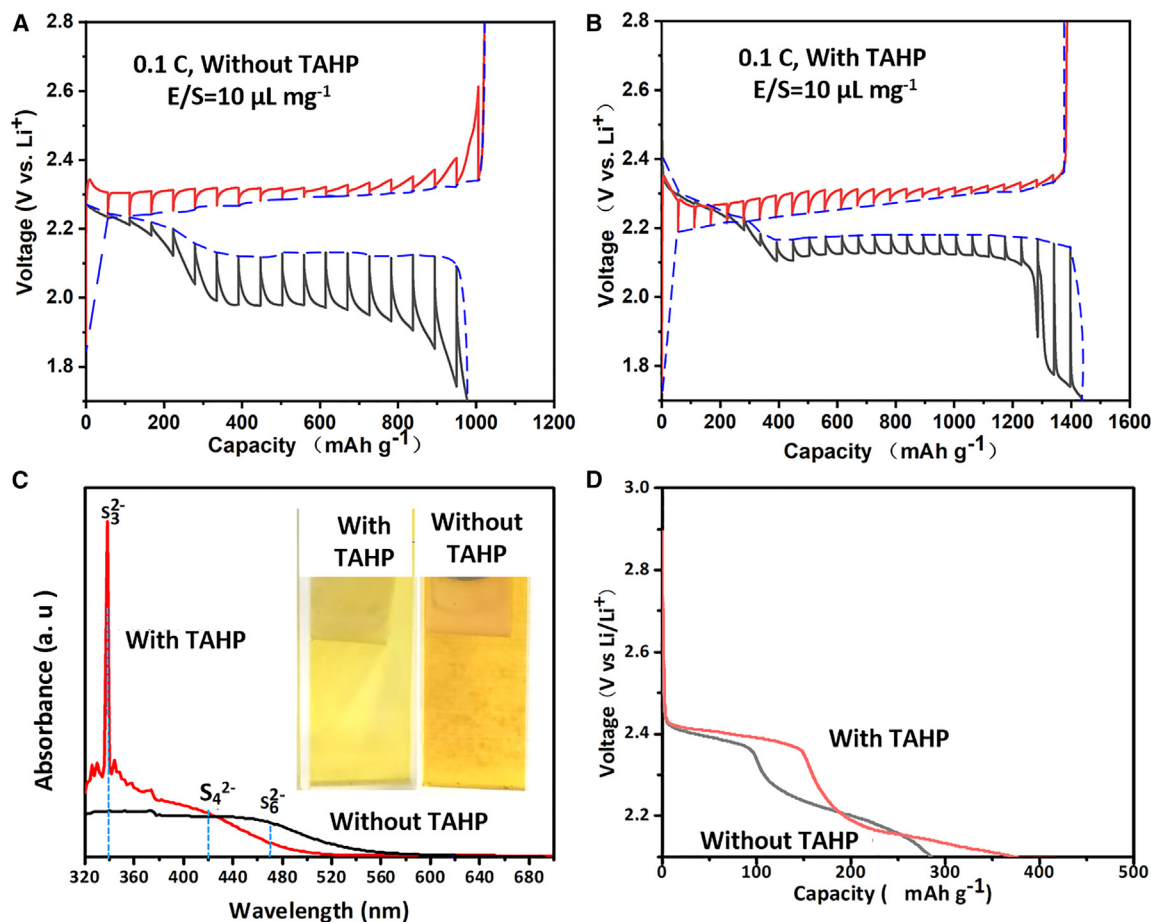 A
2.8
2.6
2.4
2.2
2.0
1.8
Voltage (V vs. Li⁺)
0.1 C, Without TAHP
E/S=10 μL mg⁻¹
0 200 400 600 800 1000 1200
Capacity （mAh g⁻¹)
B
2.8
2.6
2.4
2.2
2.0
1.8
Voltage （V vs. Li⁺）
0.1 C, With TAHP
E/S=10 μL mg⁻¹
0 200 400 600 800 1000 1200 1400 1600
Capacity （mAh g⁻¹)
C
Absorbance (a. u )
S₃²⁻
With TAHP
S₄²⁻
S₆²⁻
Without TAHP
With
TAHP
Without
TAHP
320 360 400 440 480 520 560 600 640 680
Wavelength (nm)
D
3.0
2.8
2.6
2.4
2.2
Voltage（V vs Li/Li⁺)
With TAHP
Without TAHP
0 100 200 300 400 500
Capacity ( mAh g⁻¹)